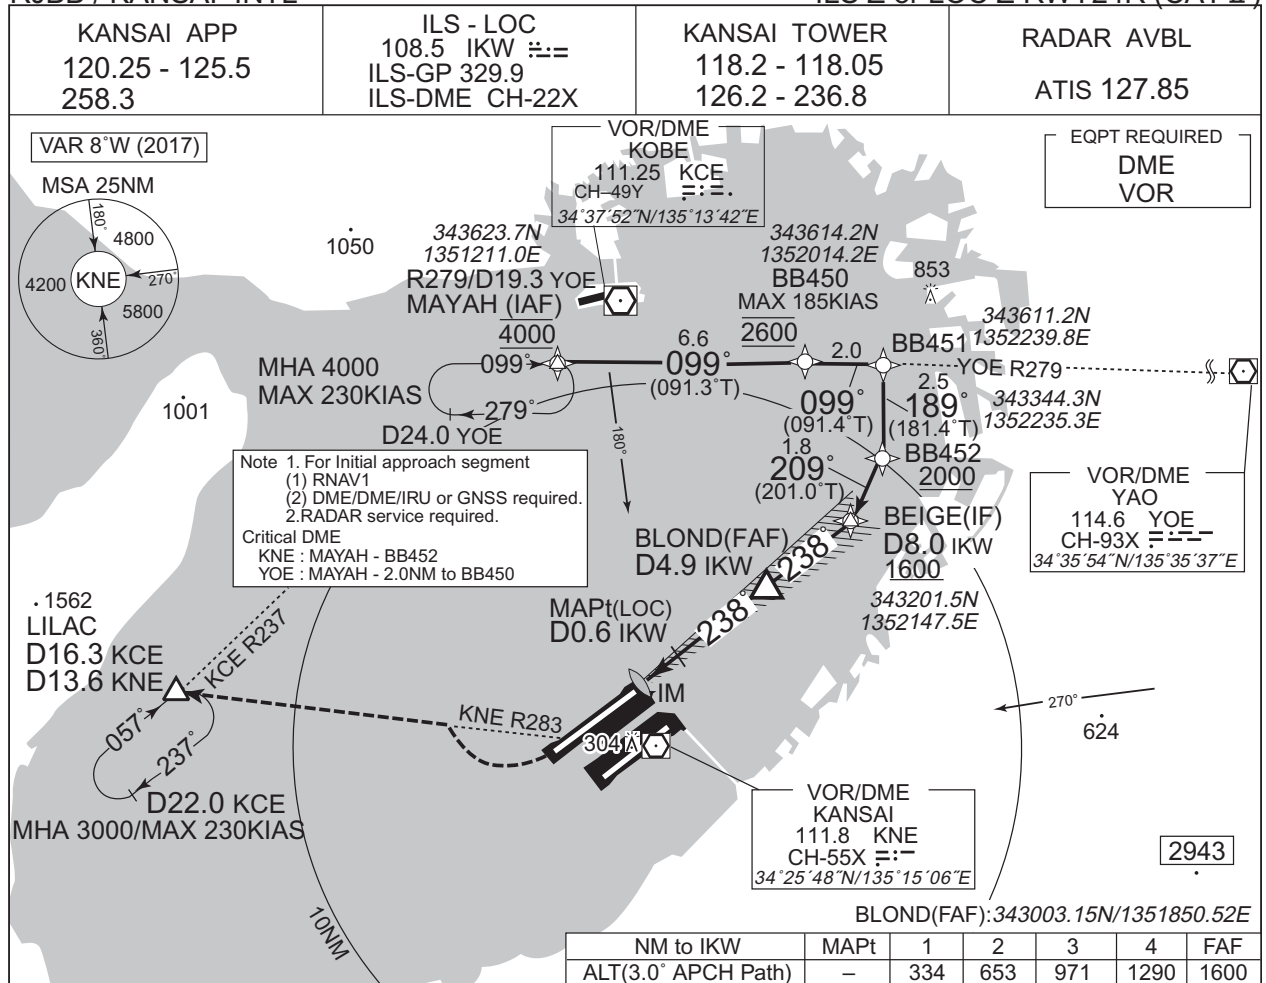 RJBB / KANSAI INTL
ILS Z or LOC Z RWY24R (CAT II)
KANSAI APP
120.25 - 125.5
258.3
ILS - LOC
108.5 IKW
ILS-GP 329.9
ILS-DME CH-22X
KANSAI TOWER
118.2 - 118.05
126.2 - 236.8
RADAR AVBL
ATIS 127.85
VAR 8°W (2017)
MSA 25NM
180°
4800
4200
KNE
270°
5800
360°
1050
VOR/DME
KOBE
111.25 KCE
CH-49Y
34°37´52˝N/135°13´42˝E
EQPT REQUIRED
DME
VOR
343623.7N
1351211.0E
R279/D19.3 YOE
MAYAH (IAF)
4000
343614.2N
1352014.2E
BB450
MAX 185KIAS
2600
853
343611.2N
1352239.8E
BB451
YOE R279
MHA 4000
MAX 230KIAS
099°
279°
D24.0 YOE
6.6
099°
(091.3°T)
2.0
099°
(091.4°T)
2.5
189°
(181.4°T)
343344.3N
1352235.3E
BB452
2000
1001
180°
1.8
209°
(201.0°T)
Note 1. For Initial approach segment
(1) RNAV1
(2) DME/DME/IRU or GNSS required.
2.RADAR service required.
Critical DME
KNE : MAYAH - BB452
YOE : MAYAH - 2.0NM to BB450
VOR/DME
YAO
114.6 YOE
CH-93X
34°35´54˝N/135°35´37˝E
BEIGE(IF)
D8.0 IKW
1600
343201.5N
1352147.5E
BLOND(FAF)
D4.9 IKW
238°
238°
MAPt(LOC)
D0.6 IKW
IM
1562
LILAC
D16.3 KCE
D13.6 KNE
KCE R237
KNE R283
057°
237°
D22.0 KCE
MHA 3000/MAX 230KIAS
304
270°
624
VOR/DME
KANSAI
111.8 KNE
CH-55X
34°25´48˝N/135°15´06˝E
2943
10NM
BLOND(FAF):343003.15N/1351850.52E
NM to IKW MAPt 1 2 3 4 FAF
ALT(3.0° APCH Path) – 334 653 971 1290 1600